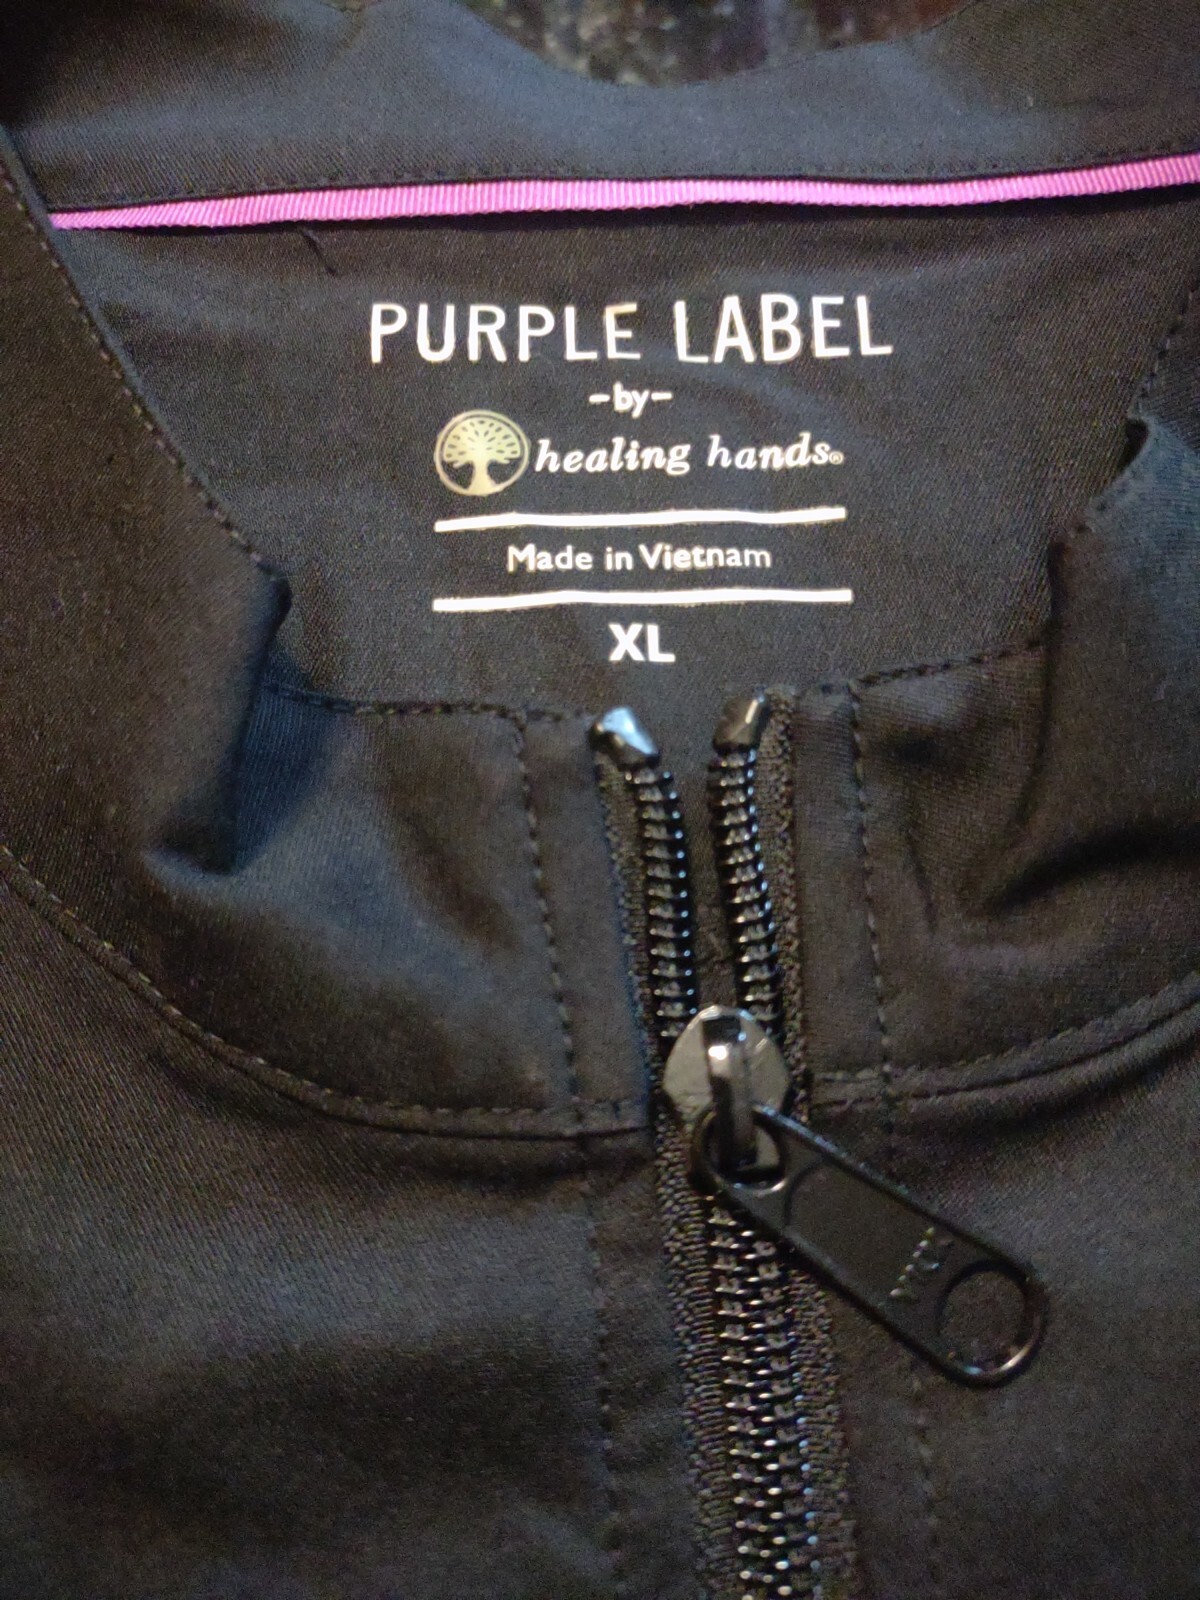 PURPLE LABEL
-by-
healing hands®
Made in Vietnam
XL